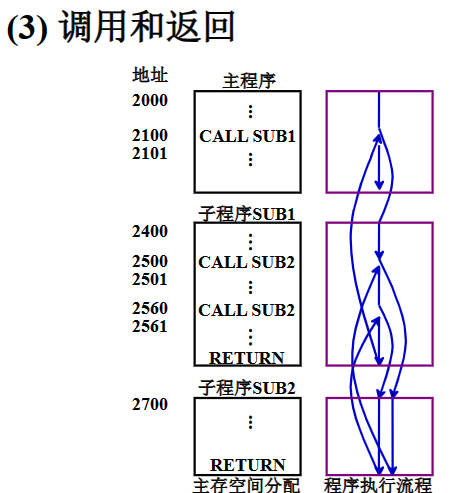 (3) 调用和返回
地址
主程序
2000
⋮
2100
CALL SUB1
2101
⋮
子程序SUB1
2400
⋮
2500
CALL SUB2
2501
⋮
2560
CALL SUB2
2561
⋮
RETURN
子程序SUB2
2700
⋮
RETURN
主存空间分配
程序执行流程